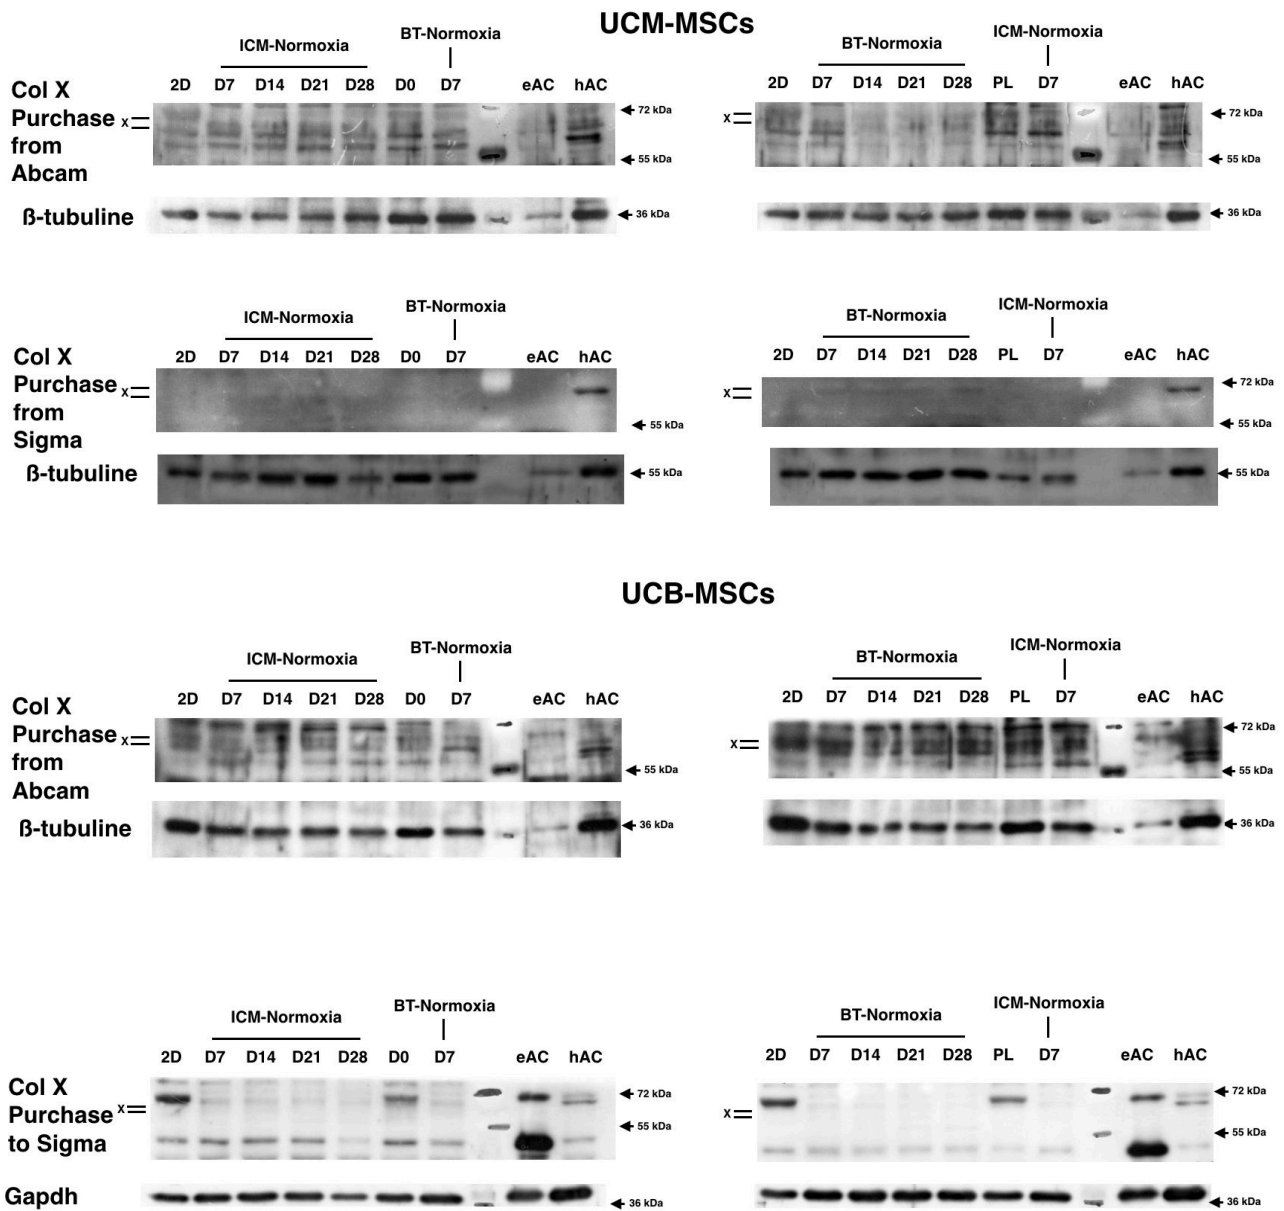 UCM-MSCs
ICM-Normoxia
BT-Normoxia
2D D7 D14 D21 D28 D0 D7 eAC hAC
Col X
Purchase
from
Abcam
x
72 kDa
55 kDa
ß-tubuline
36 kDa
BT-Normoxia
ICM-Normoxia
2D D7 D14 D21 D28 PL D7 eAC hAC
x
72 kDa
55 kDa
36 kDa
ICM-Normoxia
BT-Normoxia
2D D7 D14 D21 D28 D0 D7 eAC hAC
Col X
Purchase
from
Sigma
x
55 kDa
ß-tubuline
55 kDa
BT-Normoxia
ICM-Normoxia
2D D7 D14 D21 D28 PL D7 eAC hAC
x
72 kDa
55 kDa
55 kDa
UCB-MSCs
ICM-Normoxia
BT-Normoxia
2D D7 D14 D21 D28 D0 D7 eAC hAC
Col X
Purchase
from
Abcam
x
55 kDa
ß-tubuline
36 kDa
BT-Normoxia
ICM-Normoxia
2D D7 D14 D21 D28 PL D7 eAC hAC
x
72 kDa
55 kDa
36 kDa
ICM-Normoxia
BT-Normoxia
2D D7 D14 D21 D28 D0 D7 eAC hAC
Col X
Purchase
to Sigma
x
72 kDa
55 kDa
Gapdh
36 kDa
BT-Normoxia
ICM-Normoxia
2D D7 D14 D21 D28 PL D7 eAC hAC
x
72 kDa
55 kDa
36 kDa